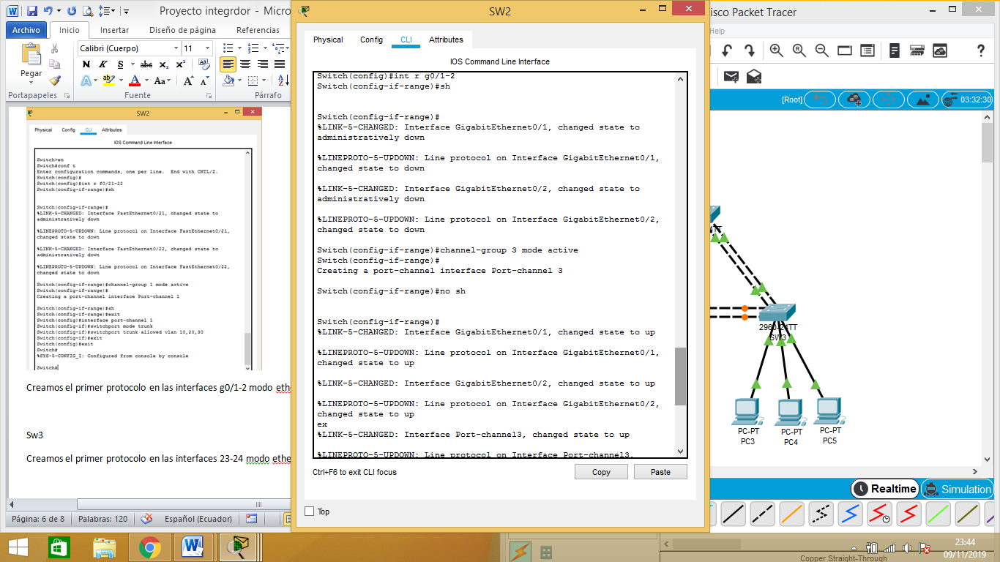 Proyecto integrdor - Micro
Archivo
Inicio
Insertar
Diseño de página
Referencias
Pegar
Calibri (Cuerpo)
11
N K S abc x₂ x²
Aa
Portapapeles
Fuente
Párrafo
SW2
Physical Config CLI Attributes
IOS Command Line Interface
Switch>en
Switch#conf t
Enter configuration commands, one per line. End with CNTL/Z.
Switch(config)#
Switch(config)#int r f0/21-22
Switch(config-if-range)#sh
Switch(config-if-range)#
%LINK-5-CHANGED: Interface FastEthernet0/21, changed state to
administratively down
%LINEPROTO-5-UPDOWN: Line protocol on Interface FastEthernet0/21,
changed state to down
%LINK-5-CHANGED: Interface FastEthernet0/22, changed state to
administratively down
%LINEPROTO-5-UPDOWN: Line protocol on Interface FastEthernet0/22,
changed state to down
Switch(config-if-range)#channel-group 1 mode active
Switch(config-if-range)#
Creating a port-channel interface Port-channel 1
Switch(config-if-range)#sh
Switch(config-if-range)#exit
Switch(config)#interface port-channel 1
Switch(config-if)#switchport mode trunk
Switch(config-if)#switchport trunk allowed vlan 10,20,30
Switch(config-if)#exit
Switch(config)#exit
Switch#
%SYS-5-CONFIG_I: Configured from console by console
Switch#
Creamos el primer protocolo en las interfaces g0/1-2 modo ethe
Sw3
Creamos el primer protocolo en las interfaces 23-24 modo ethe
Página: 6 de 8
Palabras: 120
Español (Ecuador)
SW2
Physical Config CLI Attributes
IOS Command Line Interface
Switch(config)#int r g0/1-2
Switch(config-if-range)#sh
Switch(config-if-range)#
%LINK-5-CHANGED: Interface GigabitEthernet0/1, changed state to
administratively down
%LINEPROTO-5-UPDOWN: Line protocol on Interface GigabitEthernet0/1,
changed state to down
%LINK-5-CHANGED: Interface GigabitEthernet0/2, changed state to
administratively down
%LINEPROTO-5-UPDOWN: Line protocol on Interface GigabitEthernet0/2,
changed state to down
Switch(config-if-range)#channel-group 3 mode active
Switch(config-if-range)#
Creating a port-channel interface Port-channel 3
Switch(config-if-range)#no sh
Switch(config-if-range)#
%LINK-5-CHANGED: Interface GigabitEthernet0/1, changed state to up
%LINEPROTO-5-UPDOWN: Line protocol on Interface GigabitEthernet0/1,
changed state to up
%LINK-5-CHANGED: Interface GigabitEthernet0/2, changed state to up
%LINEPROTO-5-UPDOWN: Line protocol on Interface GigabitEthernet0/2,
changed state to up
ex
%LINK-5-CHANGED: Interface Port-channel3, changed state to up
%LINEPROTO-5-UPDOWN: Line protocol on Interface Port-channel3,
Ctrl+F6 to exit CLI focus
Copy
Paste
Top
isco Packet Tracer
Help
[Root]
03:32:30
2960-24TT
SW3
PC-PT
PC3
PC-PT
PC4
PC-PT
PC5
Realtime
Simulation
Copper Straight-Through
23:44
09/11/2019